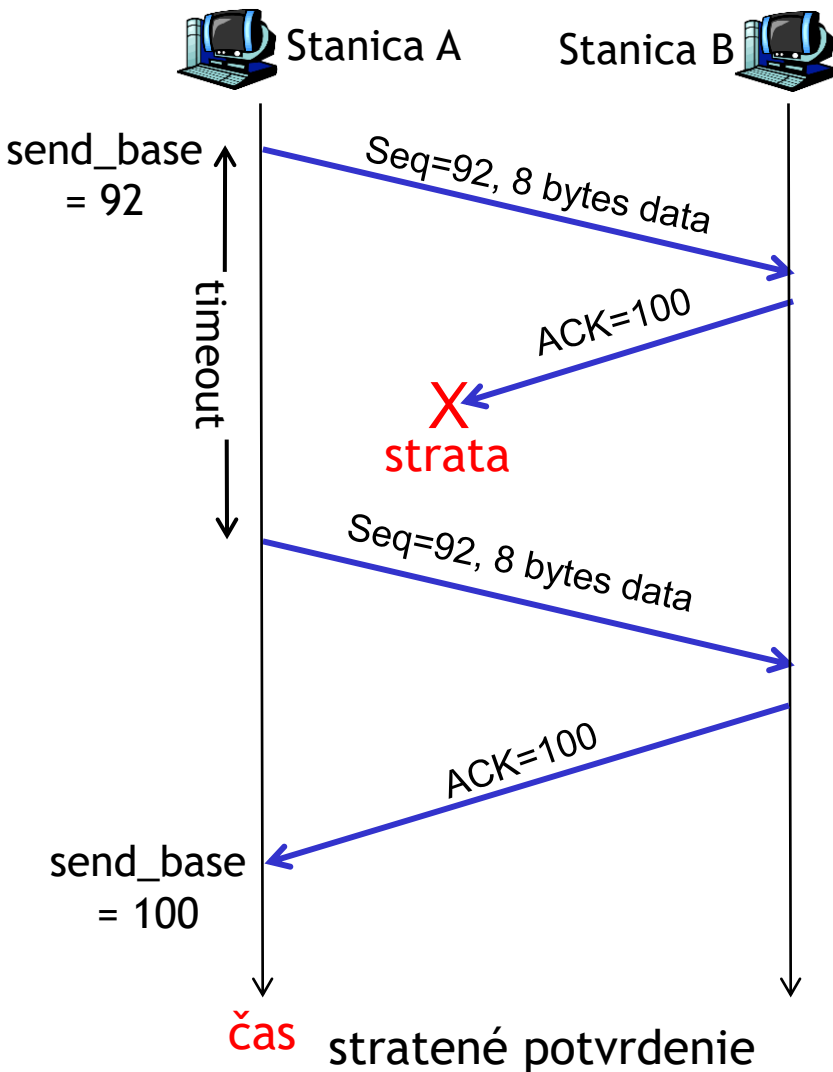 Stanica A
Stanica B
send_base
= 92
Seq=92, 8 bytes data
timeout
ACK=100
X
strata
Seq=92, 8 bytes data
ACK=100
send_base
= 100
čas
stratené potvrdenie